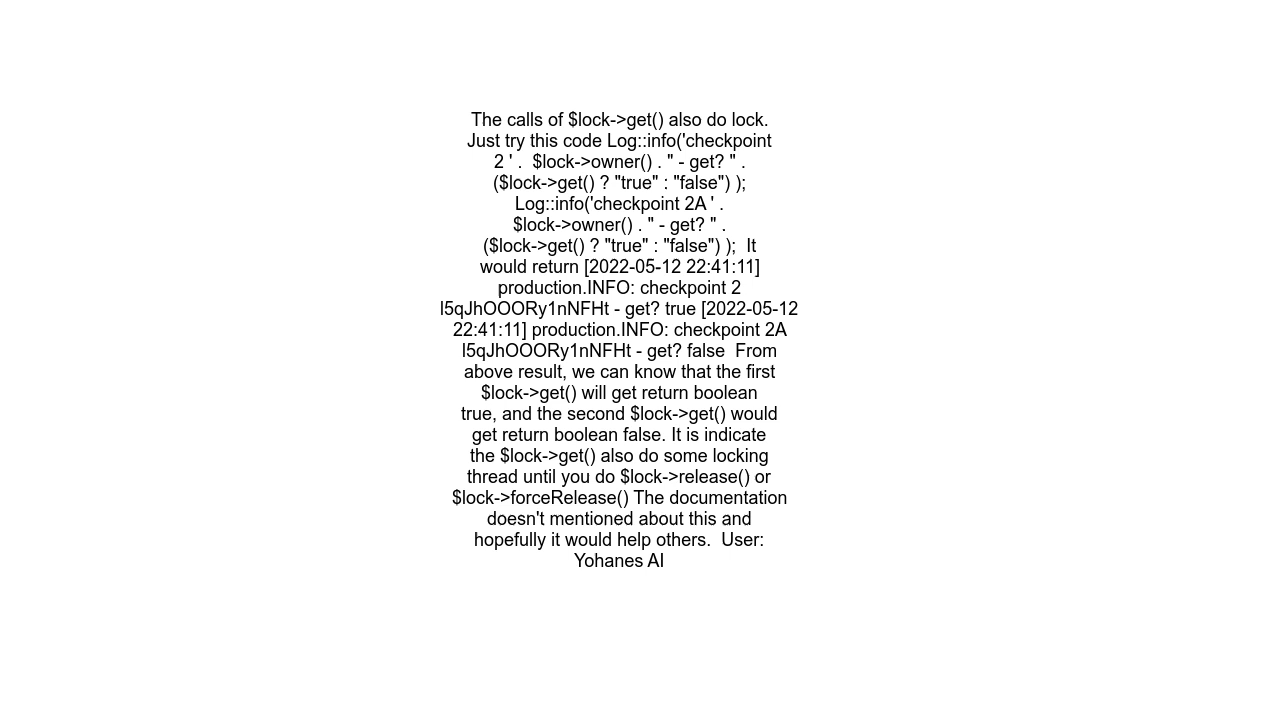 The calls of $lock->get() also do lock.
Just try this code Log::info('checkpoint
2 ' .  $lock->owner() . " - get? " .
($lock->get() ? "true" : "false") );
Log::info('checkpoint 2A ' .
$lock->owner() . " - get? " .
($lock->get() ? "true" : "false") );  It
would return [2022-05-12 22:41:11]
production.INFO: checkpoint 2
l5qJhOOORy1nNFHt - get? true [2022-05-12
22:41:11] production.INFO: checkpoint 2A
l5qJhOOORy1nNFHt - get? false  From
above result, we can know that the first
$lock->get() will get return boolean
true, and the second $lock->get() would
get return boolean false. It is indicate
the $lock->get() also do some locking
thread until you do $lock->release() or
$lock->forceRelease() The documentation
doesn't mentioned about this and
hopefully it would help others.  User:
Yohanes AI